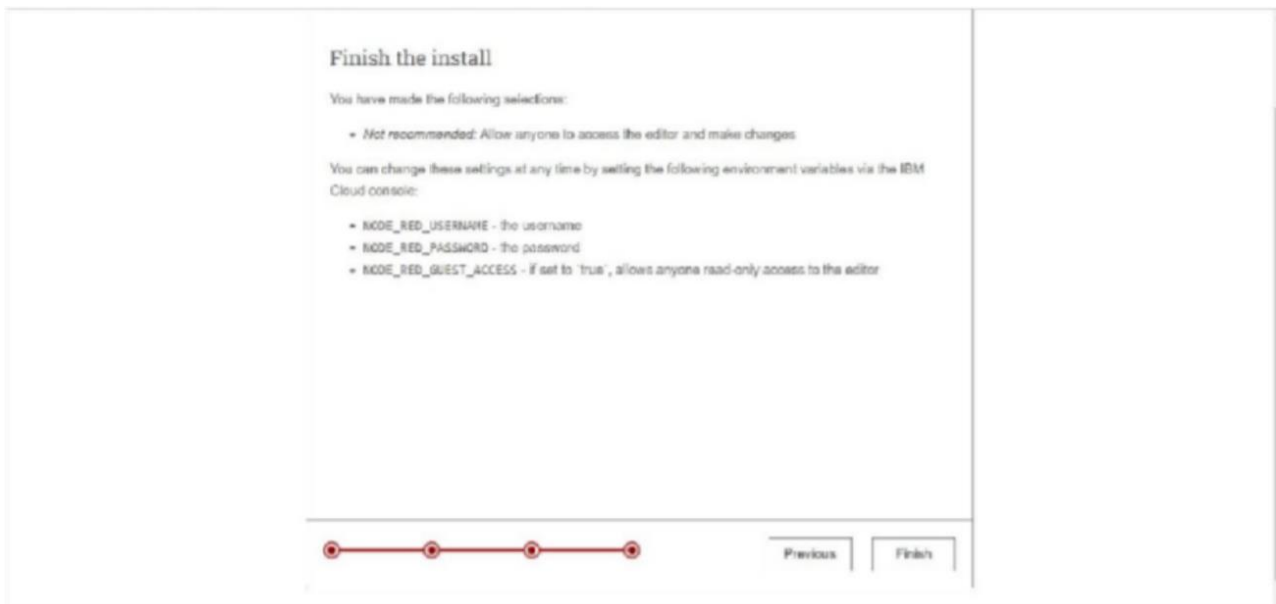 Finish the install
You have made the following selections:
• Not recommended: Allow anyone to access the editor and make changes
You can change these settings at any time by setting the following environment variables via the IBM
Cloud console:
• NODE_RED_USERNAME - the username
• NODE_RED_PASSWORD - the password
• NODE_RED_GUEST_ACCESS - if set to `true`, allows anyone read-only access to the editor
Previous Finish